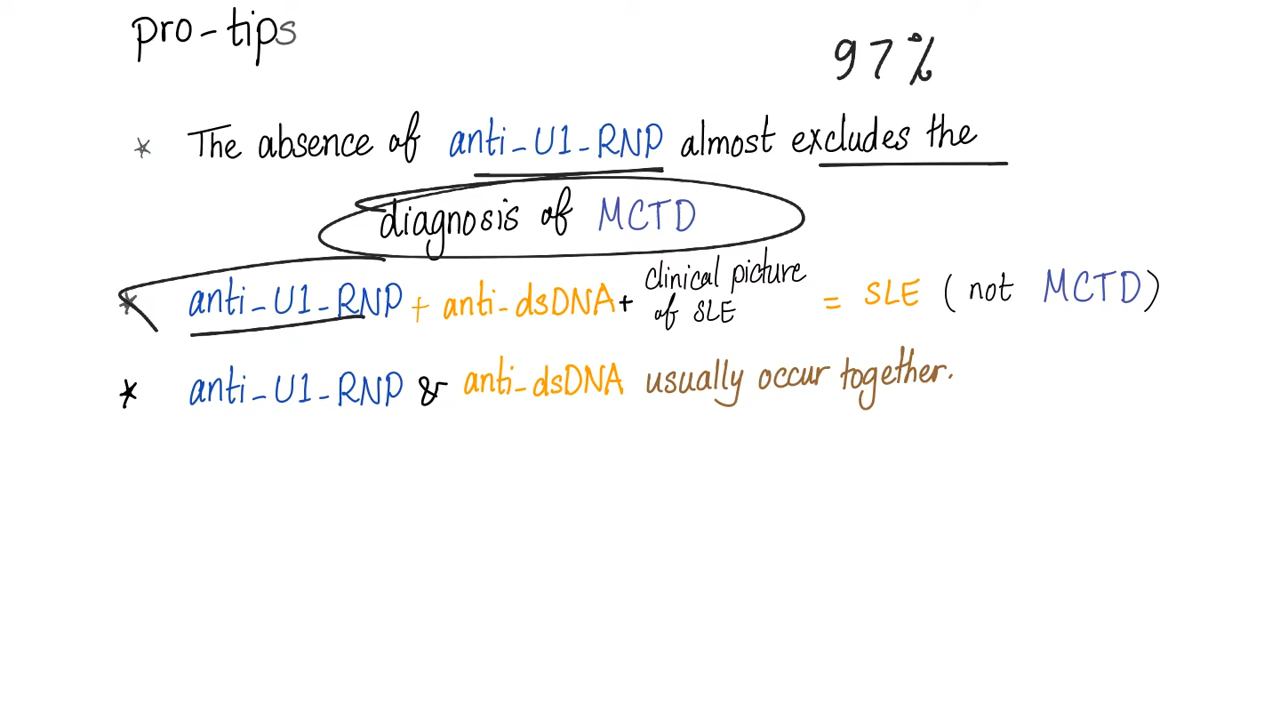 pro-tips
97%
* The absence of anti-U1-RNP almost excludes the
diagnosis of MCTD
* anti-U1-RNP + anti-dsDNA + clinical picture of SLE = SLE (not MCTD)
* anti-U1-RNP & anti-dsDNA usually occur together.